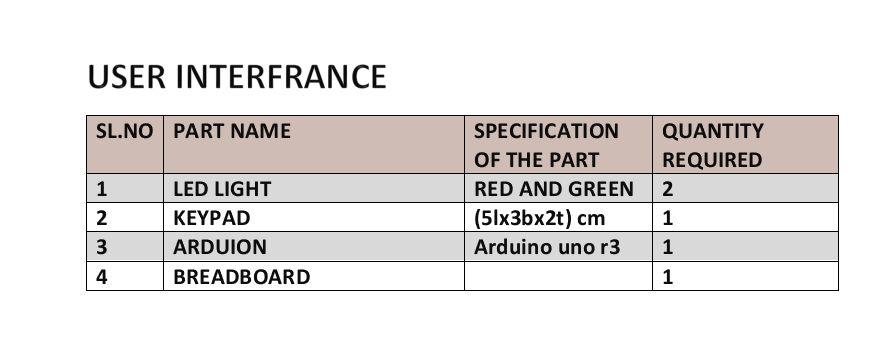 USER INTERFRANCE
SL.NO PART NAME SPECIFICATION OF THE PART QUANTITY REQUIRED
1 LED LIGHT RED AND GREEN 2
2 KEYPAD (5lx3bx2t) cm 1
3 ARDUION Arduino uno r3 1
4 BREADBOARD 1